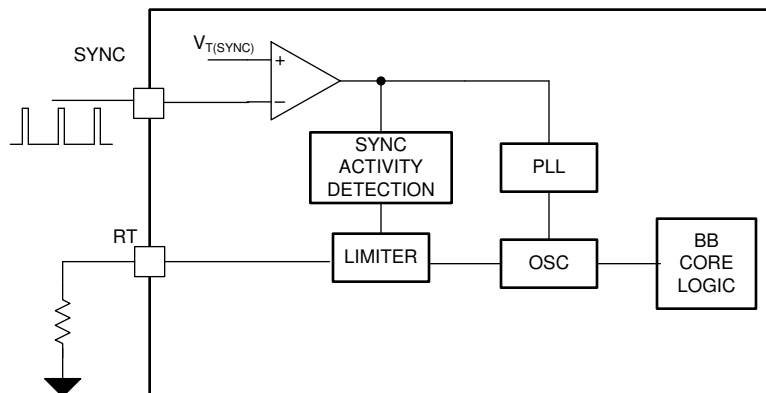 SYNC
VT(SYNC)
+
−
SYNC
ACTIVITY
DETECTION
PLL
RT
LIMITER
OSC
BB
CORE
LOGIC